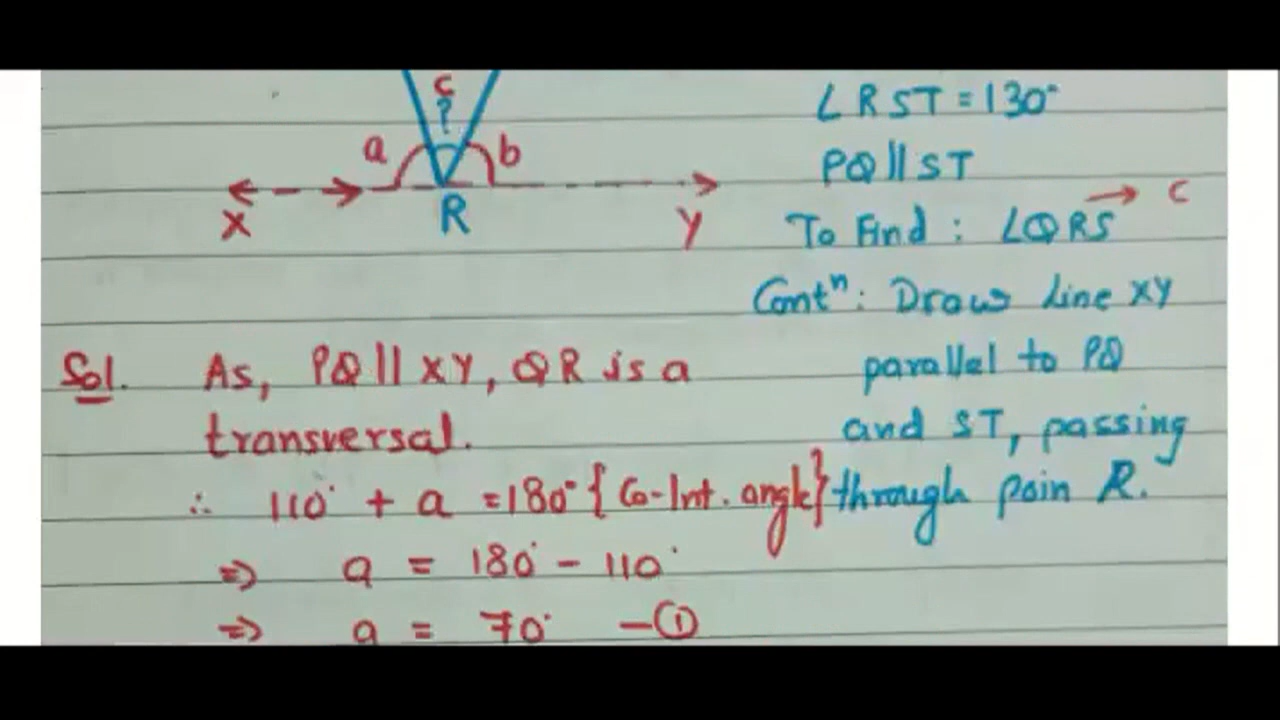 c
?
a
b
X
R
Y
∠RST = 130°
PQ || ST
To Find : ∠QRS → c
Contⁿ: Draw line XY
parallel to PQ
and ST, passing
through poin R.
Sol. As, PQ || XY, QR is a
transversal.
∴ 110° + a = 180° {Co-Int. angle}
⇒ a = 180° - 110°
⇒ a = 70° —①